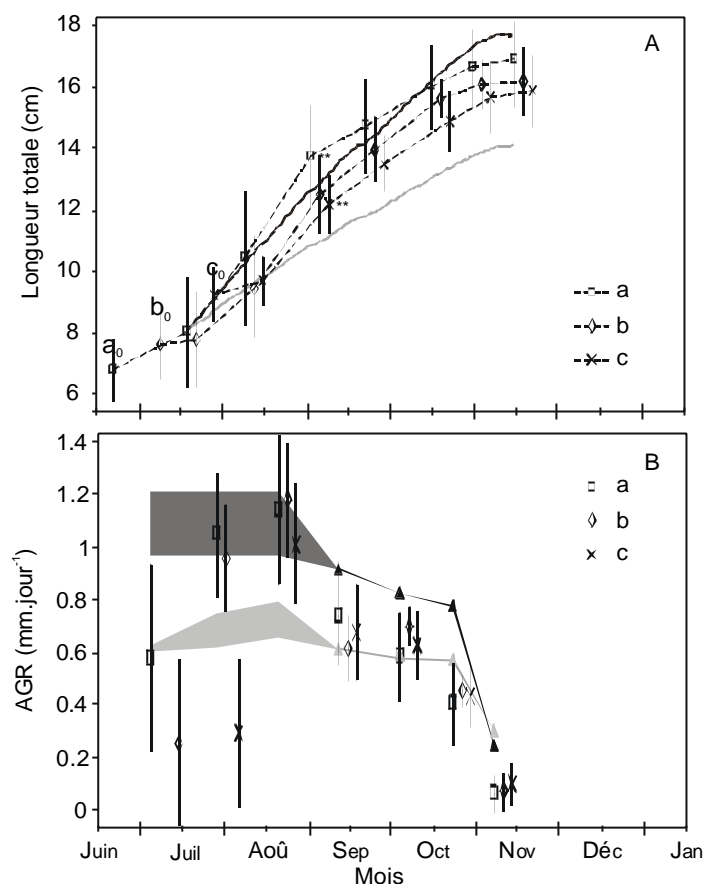 18
16
14
12
10
8
6
Longueur totale (cm)
A
a₀
b₀
c₀
**
**
a
b
c
1.4
1.2
1
0.8
0.6
0.4
0.2
0
AGR (mm.jour⁻¹)
B
a
b
c
Juin Juil Aoû Sep Oct Nov Déc Jan
Mois